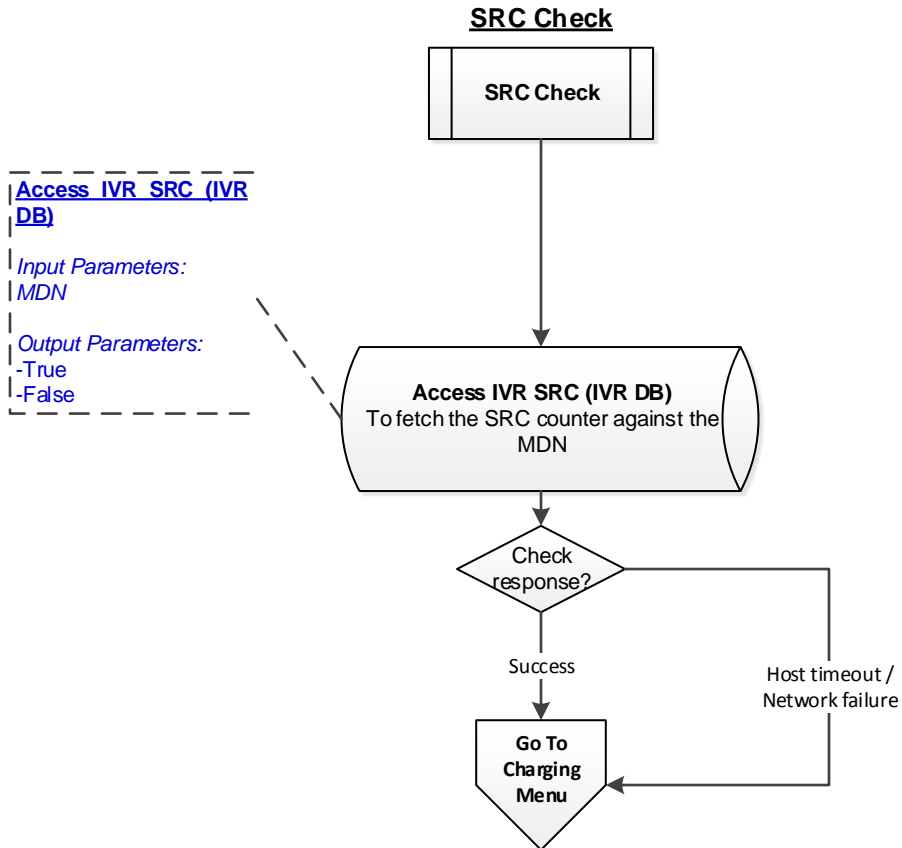 SRC Check
SRC Check
Access IVR SRC (IVR
DB)
Input Parameters:
MDN
Output Parameters:
-True
-False
Access IVR SRC (IVR DB)
To fetch the SRC counter against the
MDN
Check
response?
Success
Host timeout /
Network failure
Go To
Charging
Menu